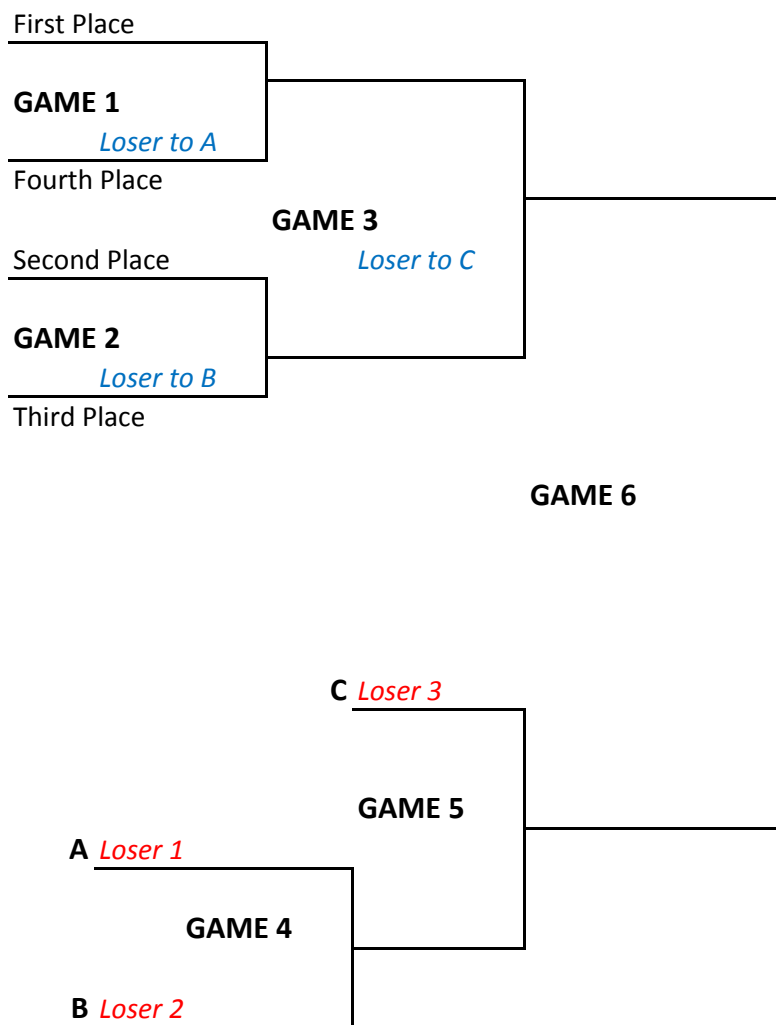 First Place
GAME 1
Loser to A
Fourth Place
GAME 3
Second Place
Loser to C
GAME 2
Loser to B
Third Place
GAME 6
C Loser 3
GAME 5
A Loser 1
GAME 4
B Loser 2